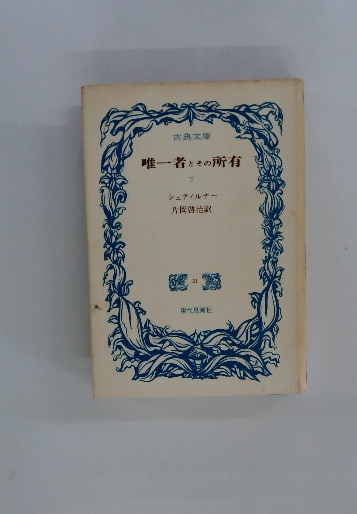 古典文庫
唯一者とその所有
下
シュティルナー
片岡啓治訳
21
現代思潮社